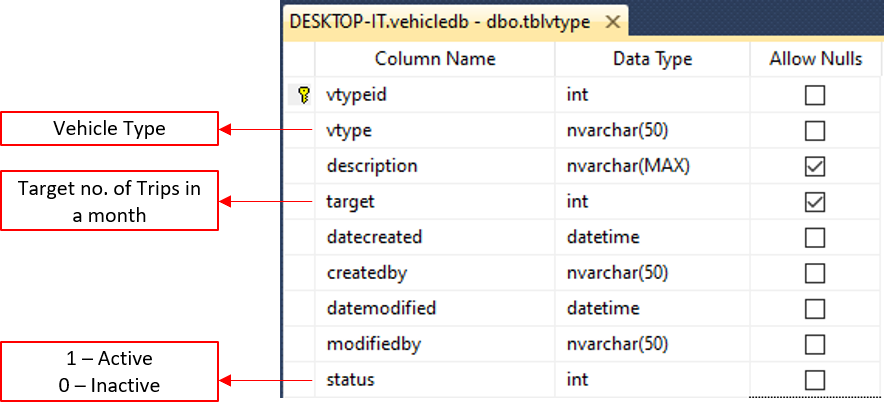 DESKTOP-IT.vehicledb - dbo.tblvtype
Column Name Data Type Allow Nulls
vtypeid int
Vehicle Type vtype nvarchar(50)
description nvarchar(MAX)
Target no. of Trips in
a month
target int
datecreated datetime
createdby nvarchar(50)
datemodified datetime
modifiedby nvarchar(50)
1 – Active
0 – Inactive
status int